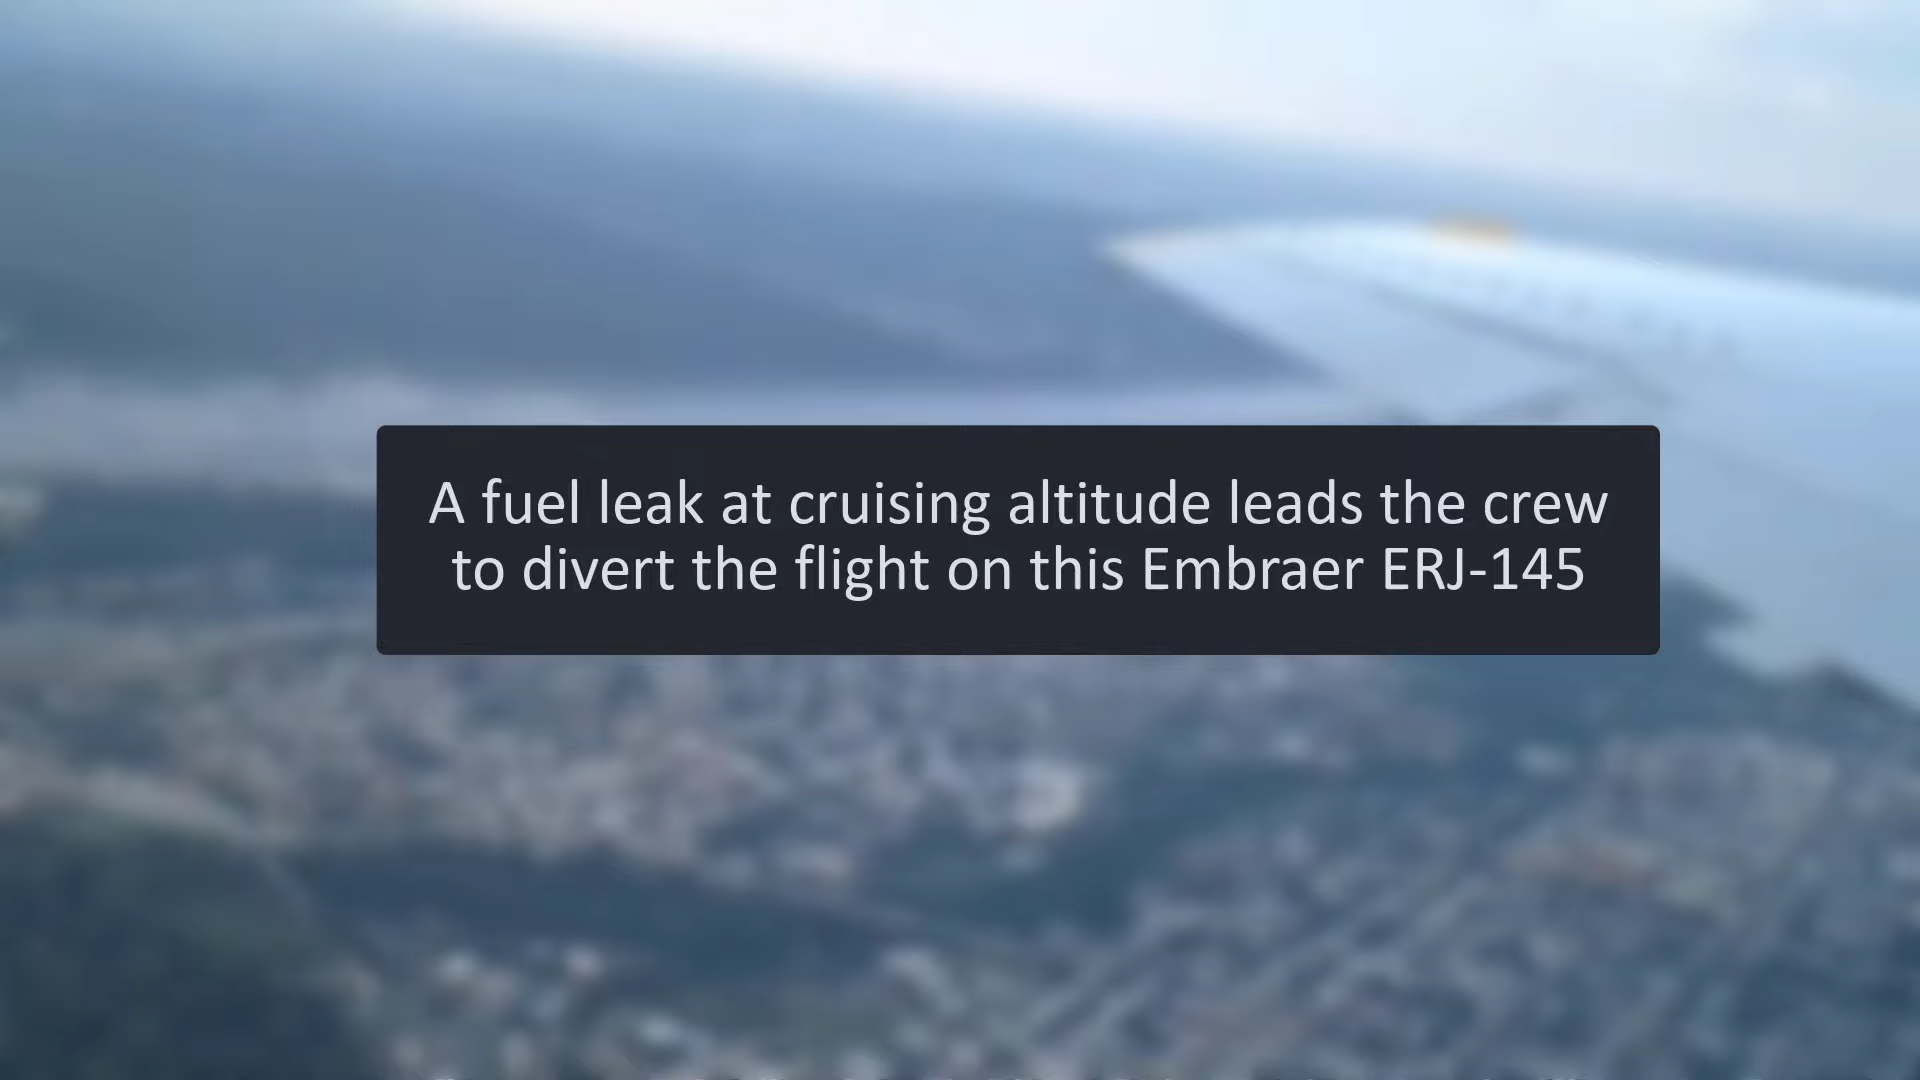 A fuel leak at cruising altitude leads the crew
to divert the flight on this Embraer ERJ-145